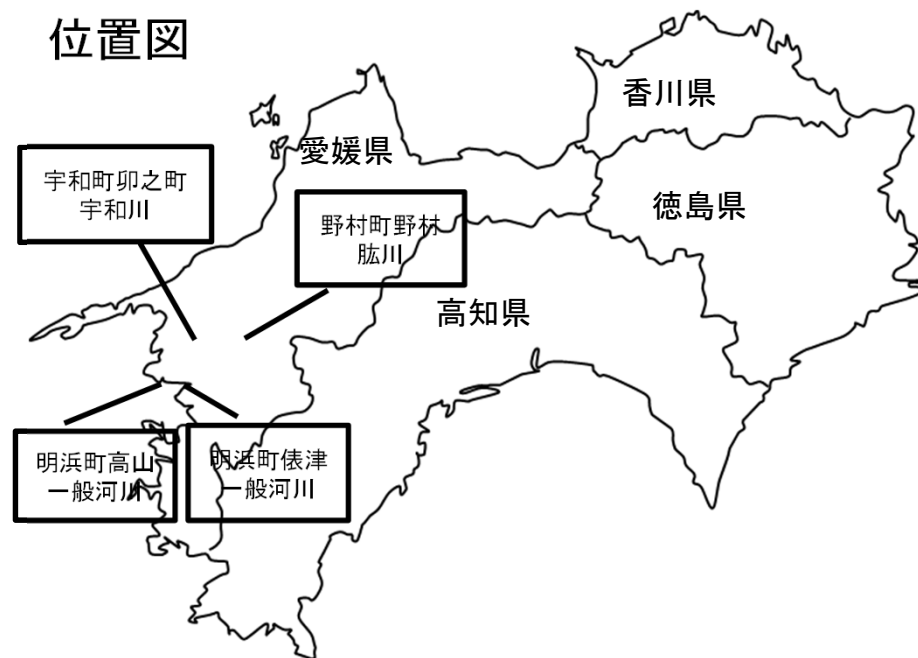 位置図
香川県
愛媛県
宇和町卯之町
宇和川
野村町野村
肱川
徳島県
高知県
明浜町高山
一般河川
明浜町俵津
一般河川